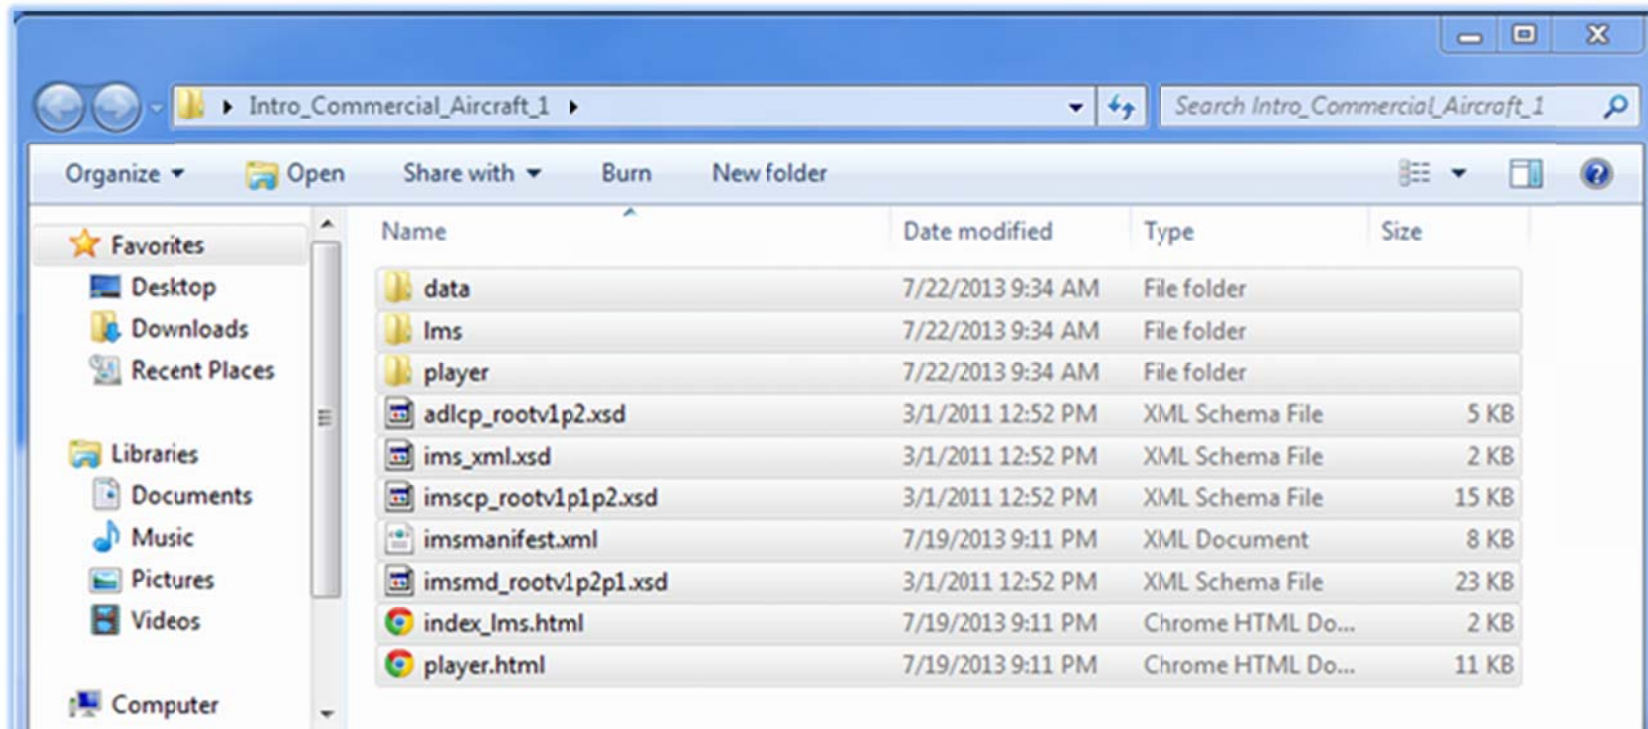 Intro_Commercial_Aircraft_1
Search Intro_Commercial_Aircraft_1
Organize Open Share with Burn New folder
Favorites
Desktop
Downloads
Recent Places
Libraries
Documents
Music
Pictures
Videos
Computer
Name Date modified Type Size
data 7/22/2013 9:34 AM File folder
lms 7/22/2013 9:34 AM File folder
player 7/22/2013 9:34 AM File folder
adlcp_rootv1p2.xsd 3/1/2011 12:52 PM XML Schema File 5 KB
ims_xml.xsd 3/1/2011 12:52 PM XML Schema File 2 KB
imscp_rootv1p1p2.xsd 3/1/2011 12:52 PM XML Schema File 15 KB
imsmanifest.xml 7/19/2013 9:11 PM XML Document 8 KB
imsmd_rootv1p2p1.xsd 3/1/2011 12:52 PM XML Schema File 23 KB
index_lms.html 7/19/2013 9:11 PM Chrome HTML Do... 2 KB
player.html 7/19/2013 9:11 PM Chrome HTML Do... 11 KB